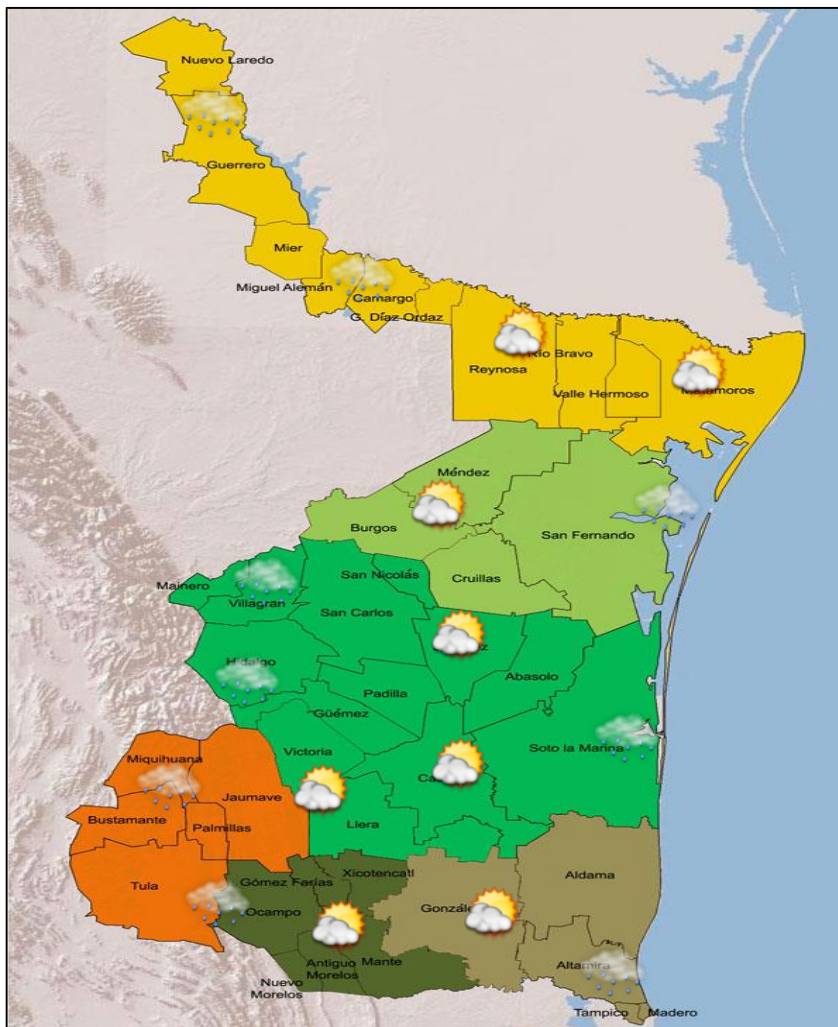 Nuevo Laredo
Guerrero
Mier
Miguel Alemán
Camargo
G. Díaz Ordaz
Reynosa
Río Bravo
Valle Hermoso
Méndez
Burgos
San Fernando
Cruillas
San Nicolás
Mainero
Villagrán
San Carlos
Hidalgo
Abasolo
Padilla
Güémez
Victoria
Soto la Marina
Miquihuana
Jaumave
Bustamante
Palmillas
Llera
Tula
Gómez Farías
Xicotencatl
Aldama
Ocampo
Antiguo
Morelos
Mante
Nuevo
Morelos
Altamira
Tampico
Madero